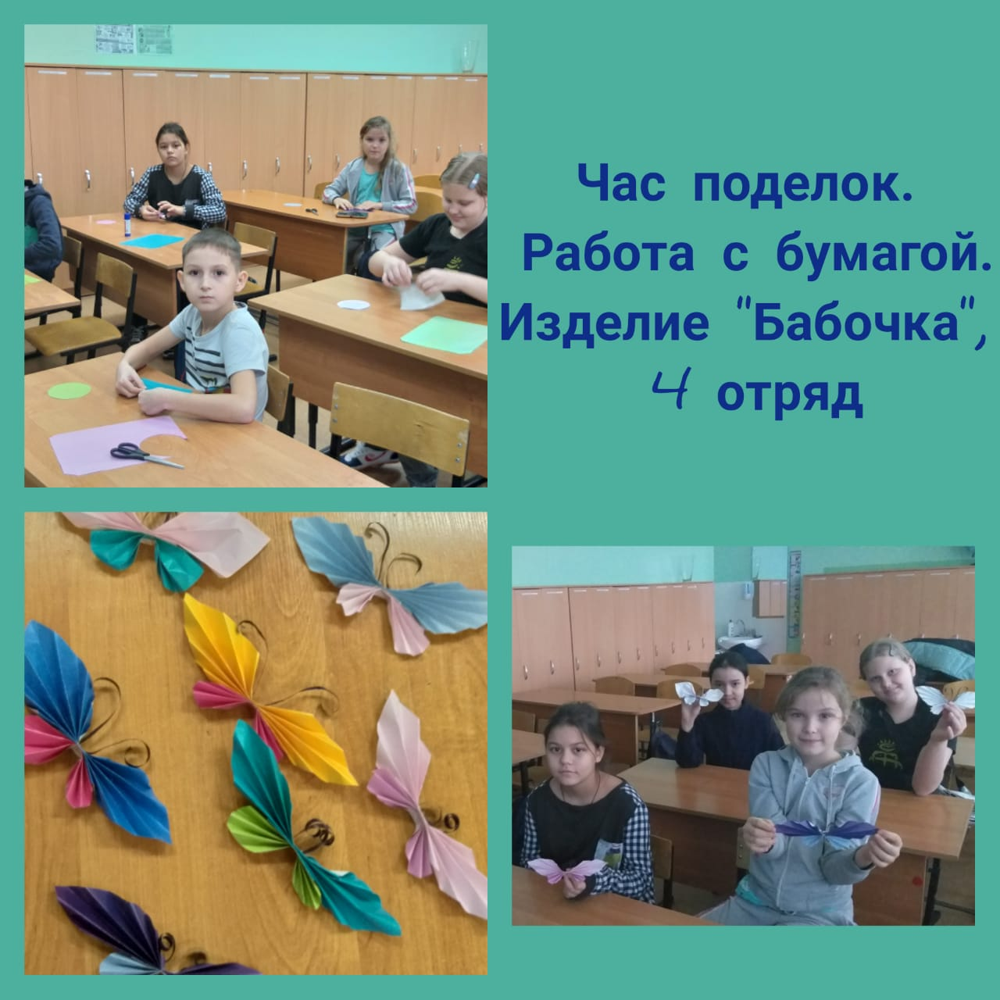 Час поделок.
Работа с бумагой.
Изделие "Бабочка",
4 отряд